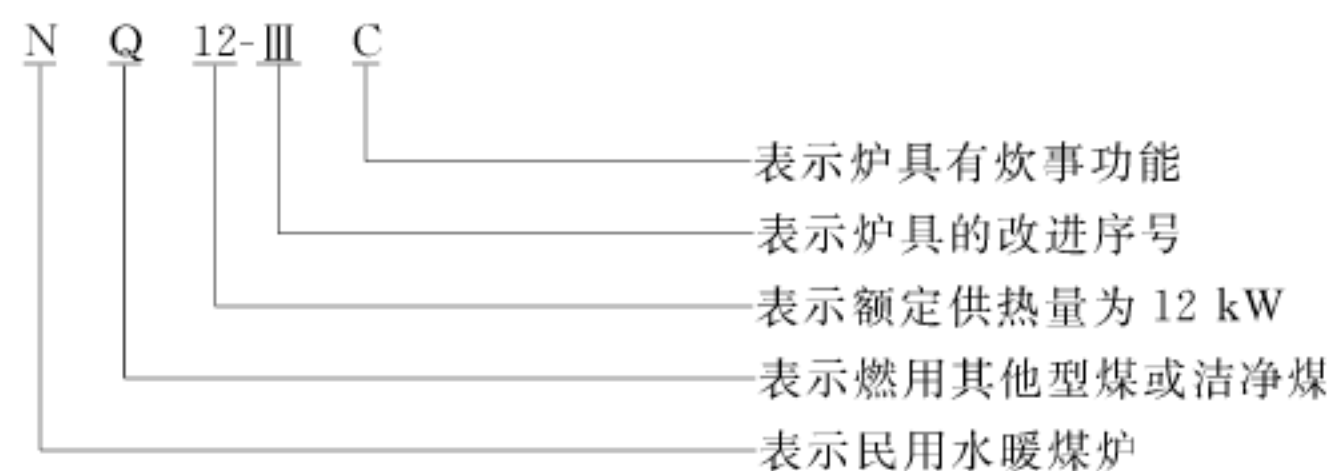 N Q 12-Ⅲ C
表示炉具有炊事功能
表示炉具的改进序号
表示额定供热量为 12 kW
表示燃用其他型煤或洁净煤
表示民用水暖煤炉